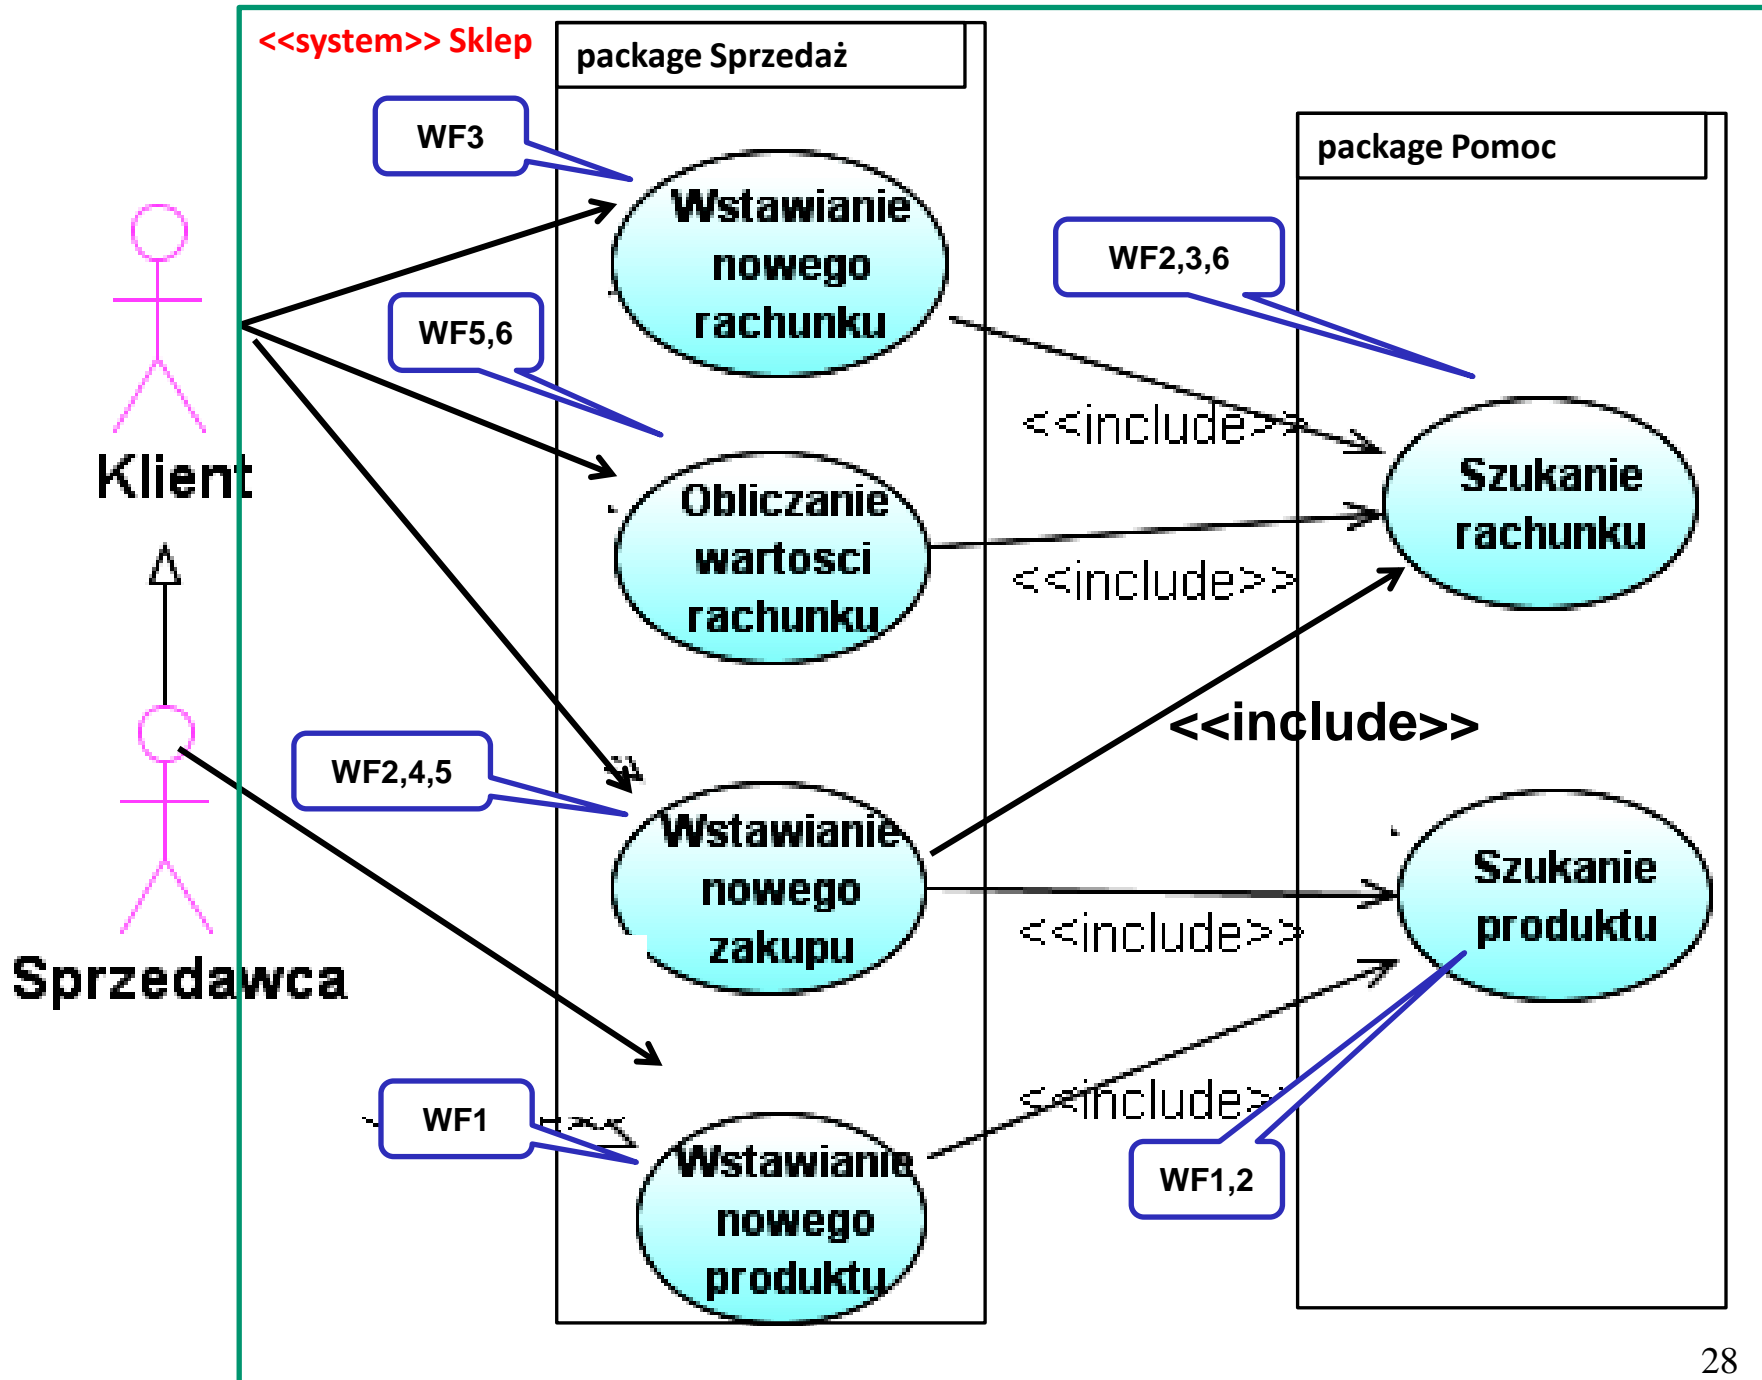 <<system>> Sklep
package Sprzedaż
WF3
package Pomoc
Wstawianie
nowego
rachunku
WF2,3,6
WF5,6
<<include>>
Klient
Obliczanie
wartosci
rachunku
Szukanie
rachunku
<<include>>
<<include>>
WF2,4,5
Wstawianie
nowego
zakupu
Szukanie
produktu
<<include>>
Sprzedawca
<<include>
WF1
Wstawianie
nowego
produktu
WF1,2
28